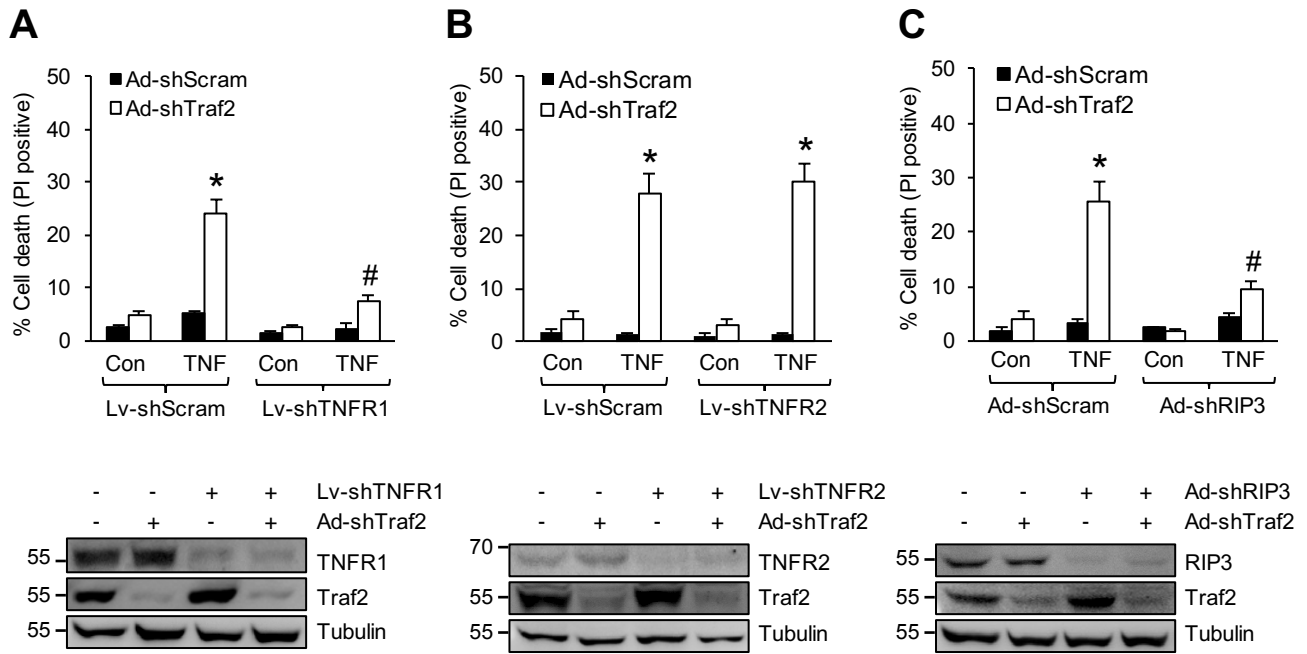 A
% Cell death (PI positive)
50
40
30
20
10
0
Ad-shScram
Ad-shTraf2
*
#
Con TNF Con TNF
Lv-shScram Lv-shTNFR1
- - + + Lv-shTNFR1
- + - + Ad-shTraf2
55 TNFR1
55 Traf2
55 Tubulin
B
% Cell death (PI positive)
50
40
30
20
10
0
Ad-shScram
Ad-shTraf2
* *
Con TNF Con TNF
Lv-shScram Lv-shTNFR2
- - + + Lv-shTNFR2
- + - + Ad-shTraf2
70 TNFR2
55 Traf2
55 Tubulin
C
% Cell death (PI positive)
50
40
30
20
10
0
Ad-shScram
Ad-shTraf2
*
#
Con TNF Con TNF
Ad-shScram Ad-shRIP3
- - + + Ad-shRIP3
- + - + Ad-shTraf2
55 RIP3
55 Traf2
55 Tubulin